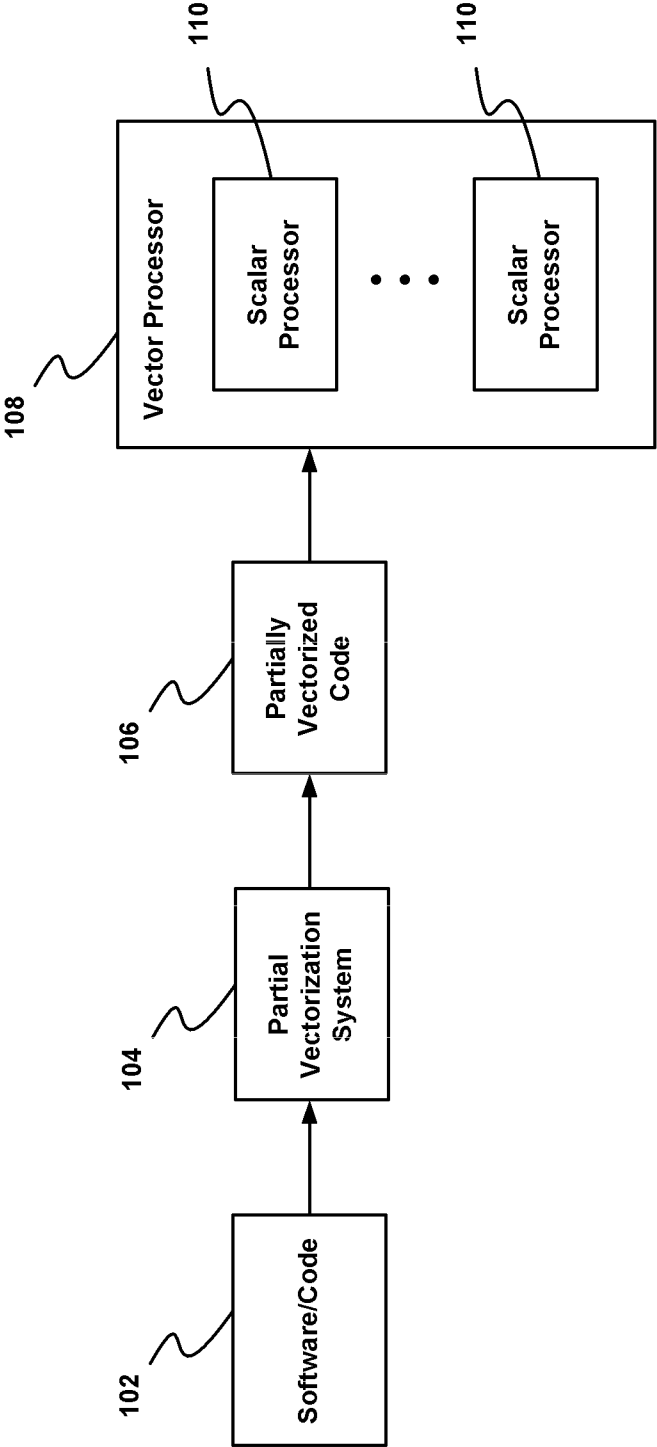 102
Software/Code
104
Partial
Vectorization
System
106
Partially
Vectorized
Code
108
Vector Processor
110
Scalar
Processor
110
Scalar
Processor